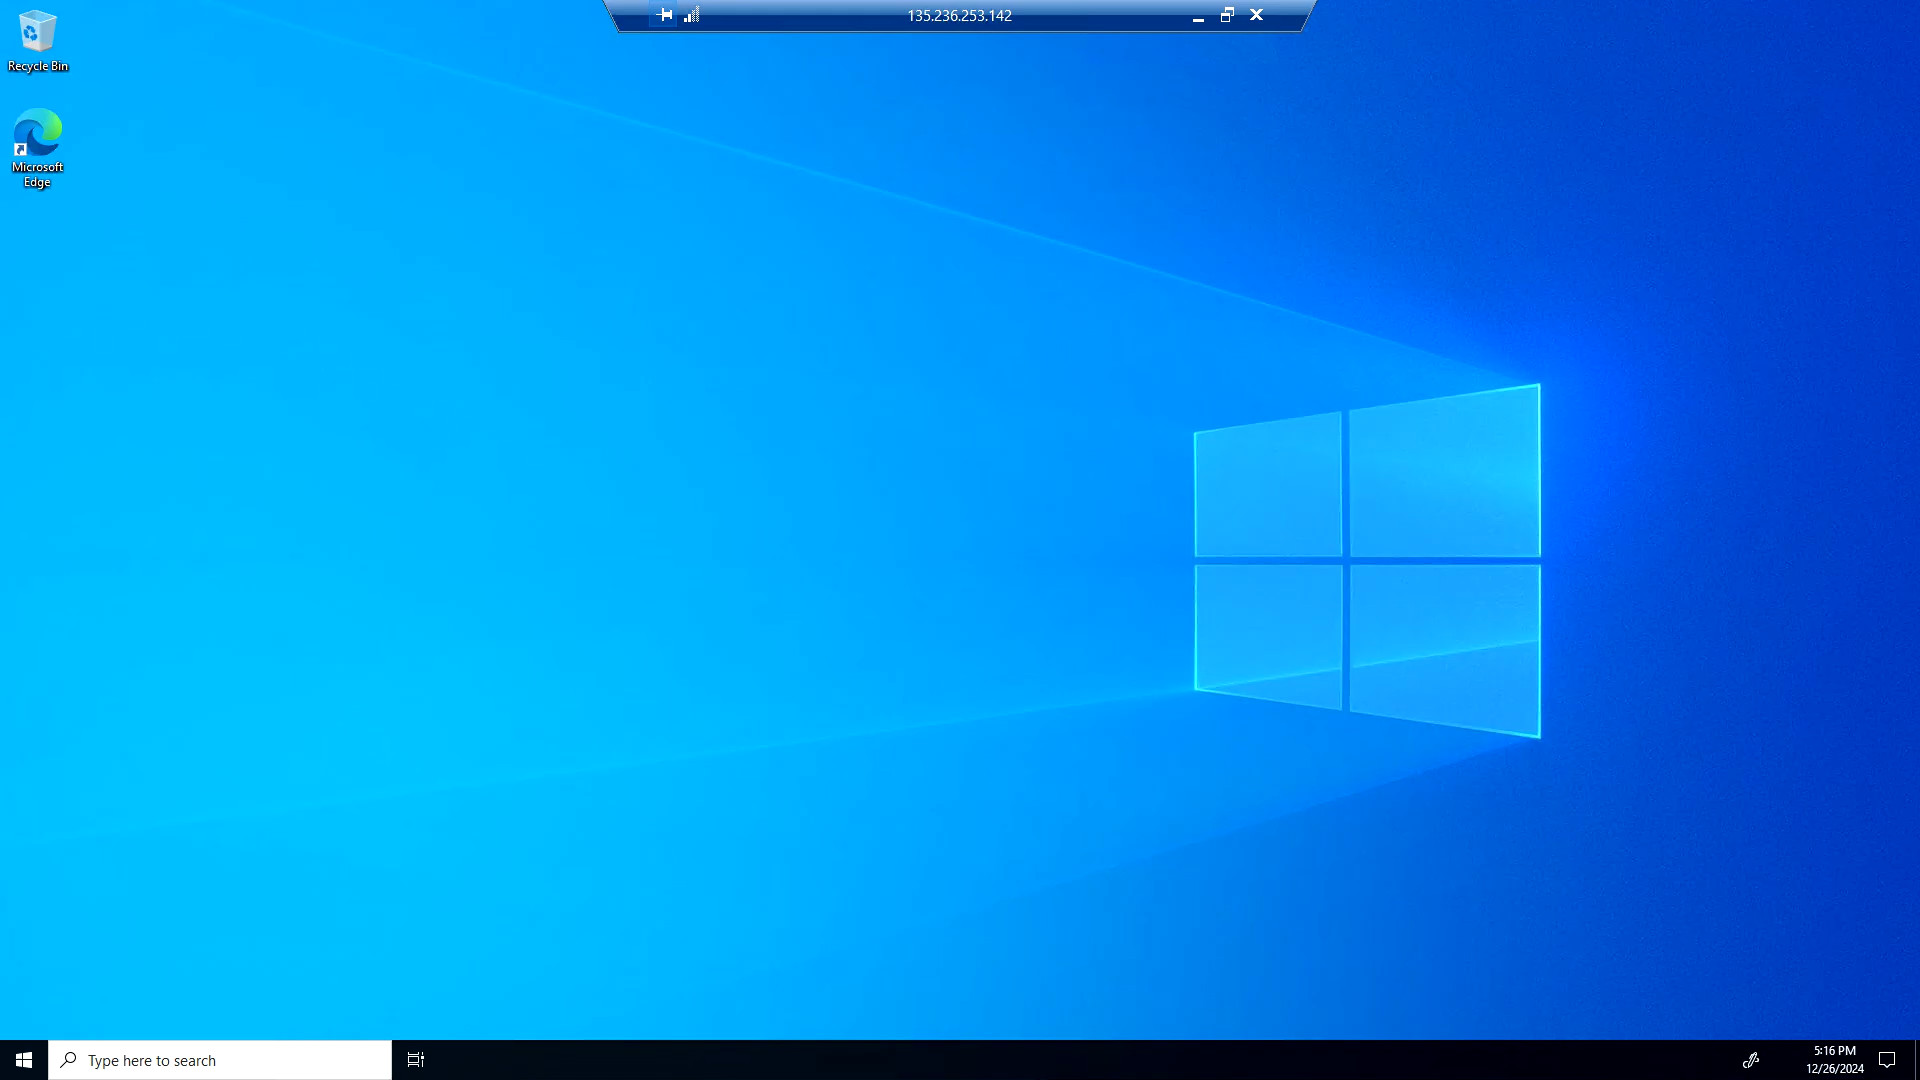 135.236.253.142
Recycle Bin
Microsoft
Edge
Type here to search
5:16 PM
12/26/2024